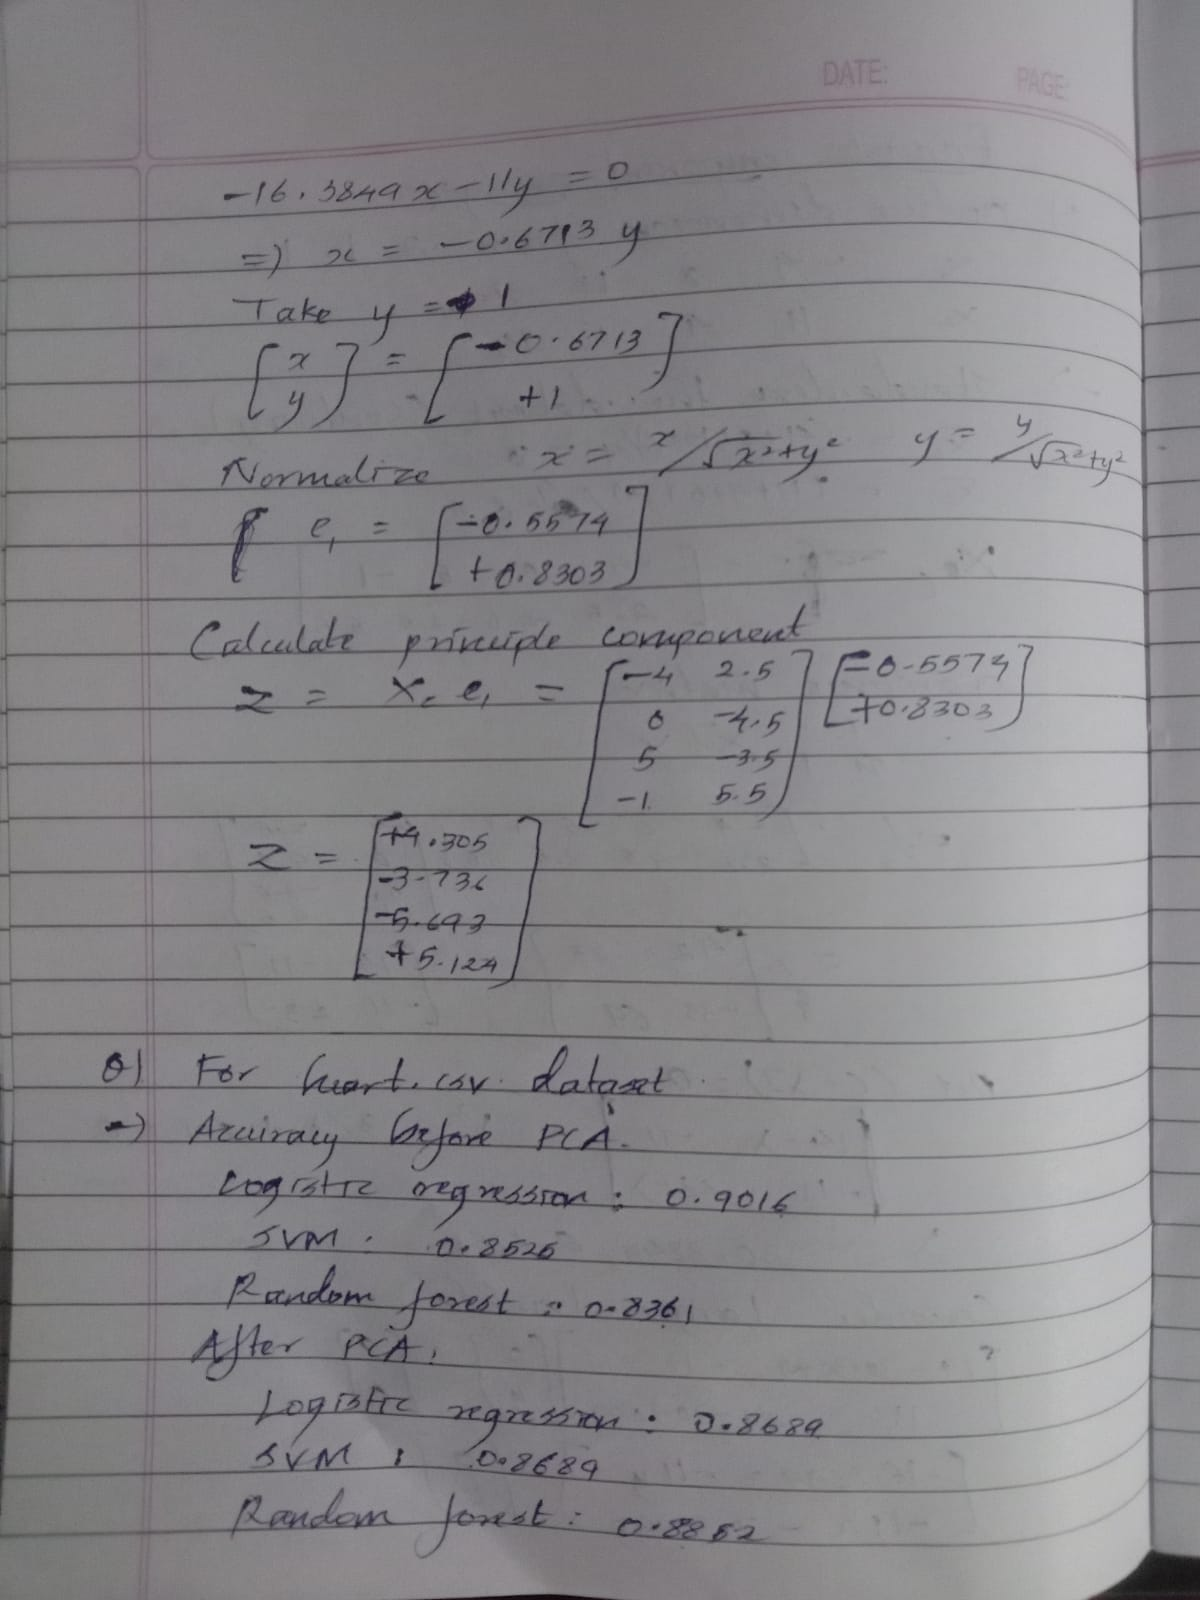 DATE: PAGE:
-16.3849x - 11y = 0
=) x = -0.6713 y
Take y = 1
[x y] = [-0.6713 +1]
Normalize x = x/√x²+y² y = y/√x²+y²
e₁ = [-0.5574 +0.8303]
Calculate principle component
Z = Xc e₁ = [-4 2.5 [-0.5574
0 -4.5 +0.8303]
5 -3.5
-1 5.5]
Z = [+4.305
-3.736
-5.693
+5.124]
Q) For heart.csv. dataset.
-) Accuracy before PCA.
Logistic regression : 0.9016
SVM : 0.8525
Random forest : 0.8361
After PCA.
Logistic regression : 0.8689
SVM : 0.8689
Random forest : 0.8852